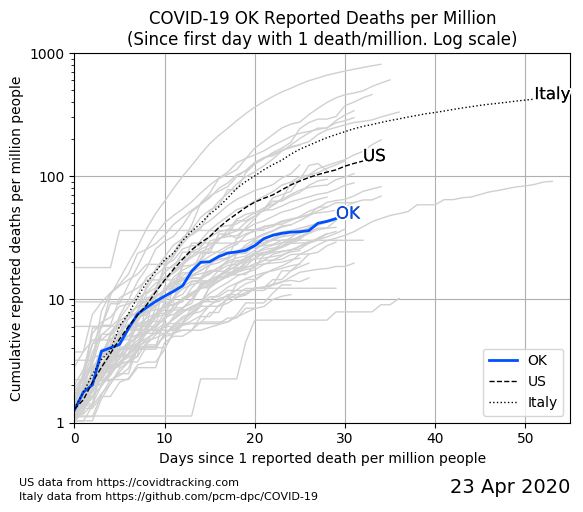 COVID-19 OK Reported Deaths per Million
(Since first day with 1 death/million. Log scale)
Cumulative reported deaths per million people
1000
100
10
1
Italy
US
OK
OK
US
Italy
0 10 20 30 40 50
Days since 1 reported death per million people
US data from https://covidtracking.com
Italy data from https://github.com/pcm-dpc/COVID-19
23 Apr 2020